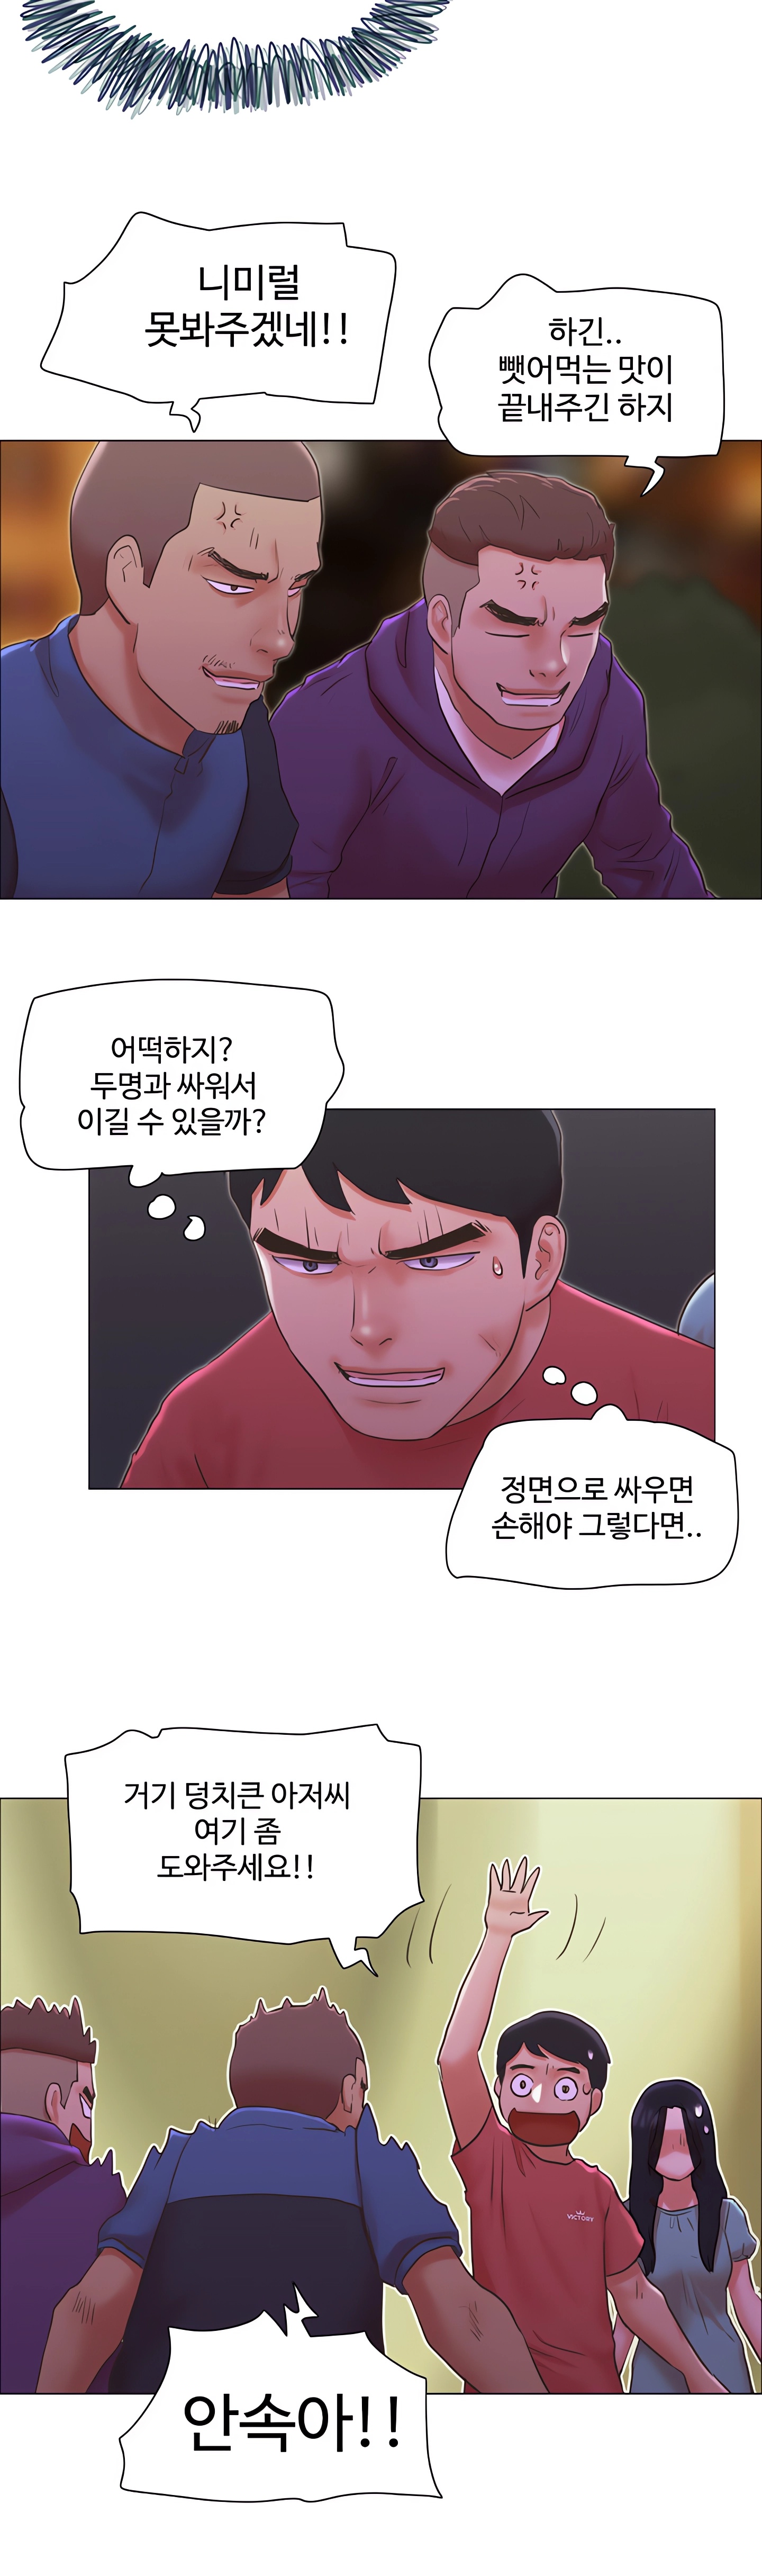 니미럴
못봐주겠네!!
하긴..
뺏어먹는 맛이
끝내주긴 하지
어떡하지?
두명과 싸워서
이길 수 있을까?
정면으로 싸우면
손해야 그렇다면..
거기 덩치큰 아저씨
여기 좀
도와주세요!!
VICTORY
안속아!!